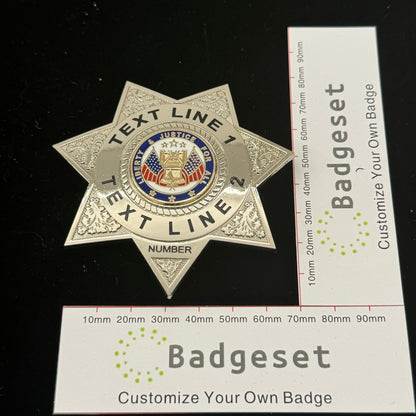 TEXT LINE 1
LIBERTY & JUSTICE FOR ALL
TEXT LINE 2
NUMBER
10mm 20mm 30mm 40mm 50mm 60mm 70mm 80mm 90mm
Badgeset
Customize Your Own Badge
10mm 20mm 30mm 40mm 50mm 60mm 70mm 80mm 90mm
Badgeset
Customize Your Own Badge